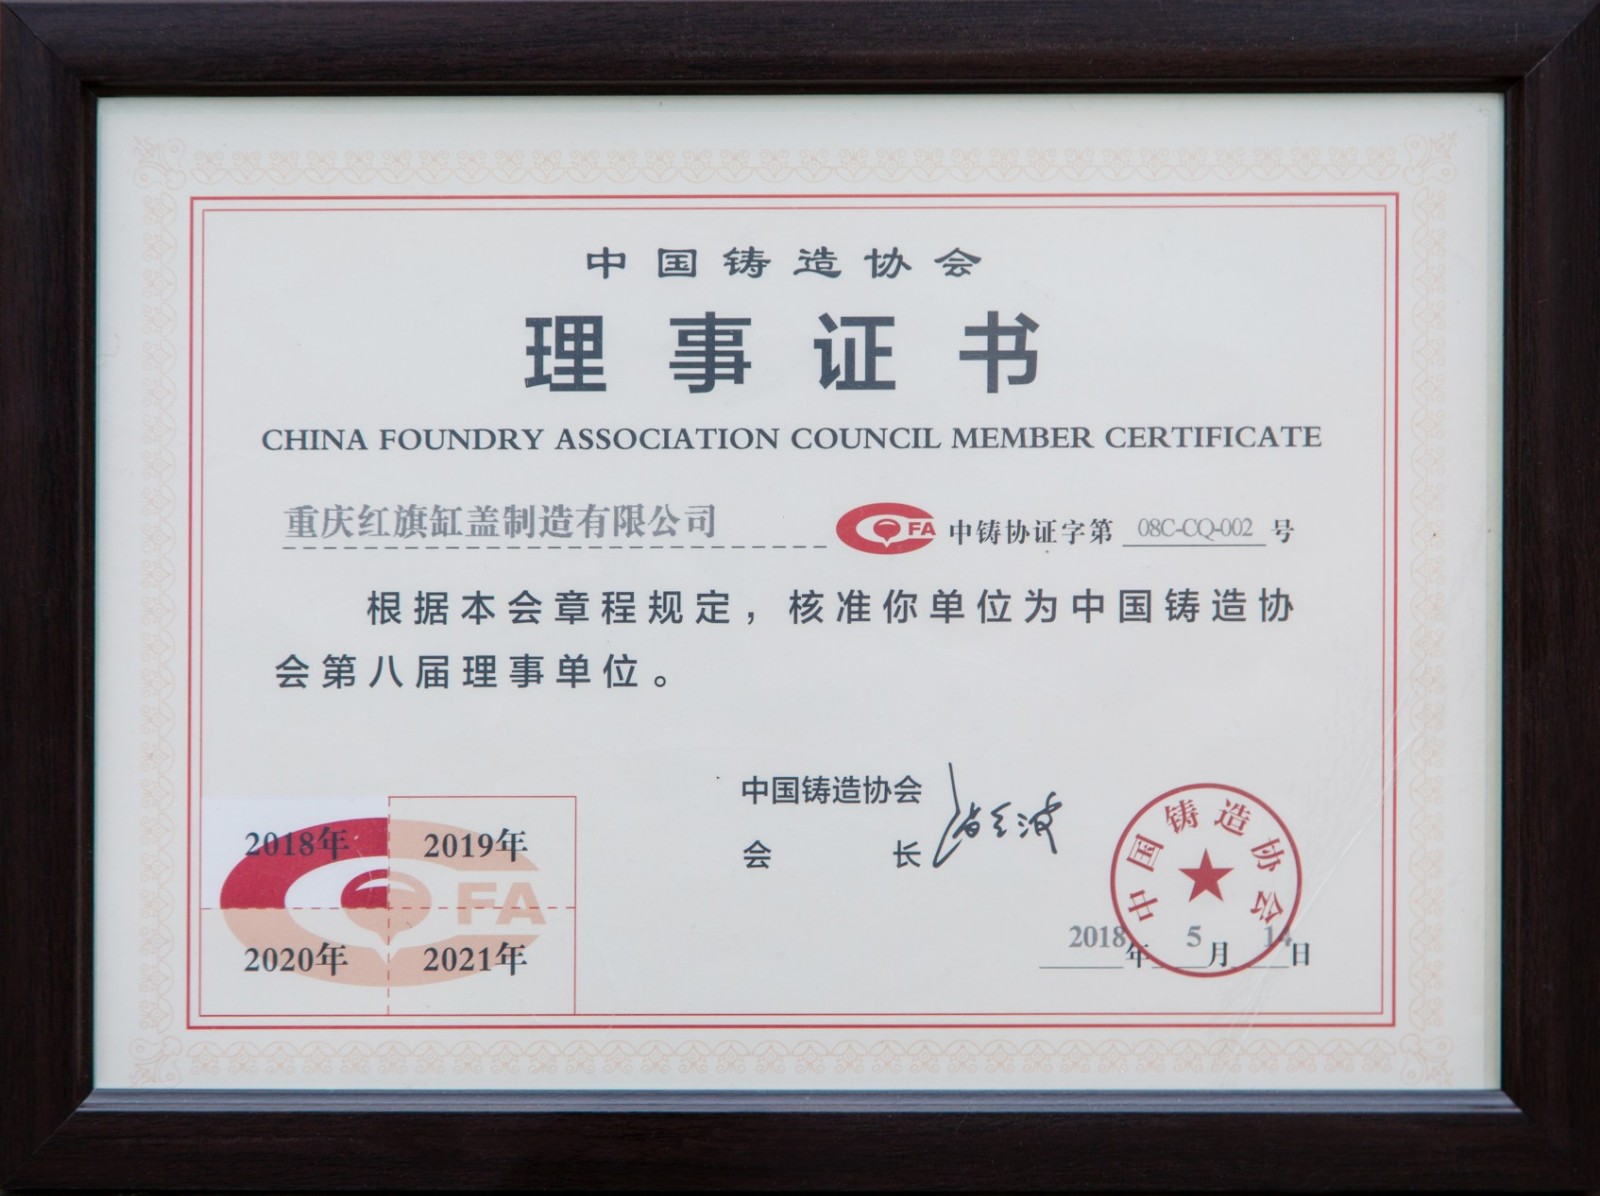 中国铸造协会
理事证书
CHINA FOUNDRY ASSOCIATION COUNCIL MEMBER CERTIFICATE
重庆红旗缸盖制造有限公司
CFA 中铸协证字第 08C-CQ-002 号
根据本会章程规定，核准你单位为中国铸造协
会第八届理事单位。
中国铸造协会
会 长
中国铸造协会
2018年 5月 14日
2018年 2019年
FA
2020年 2021年